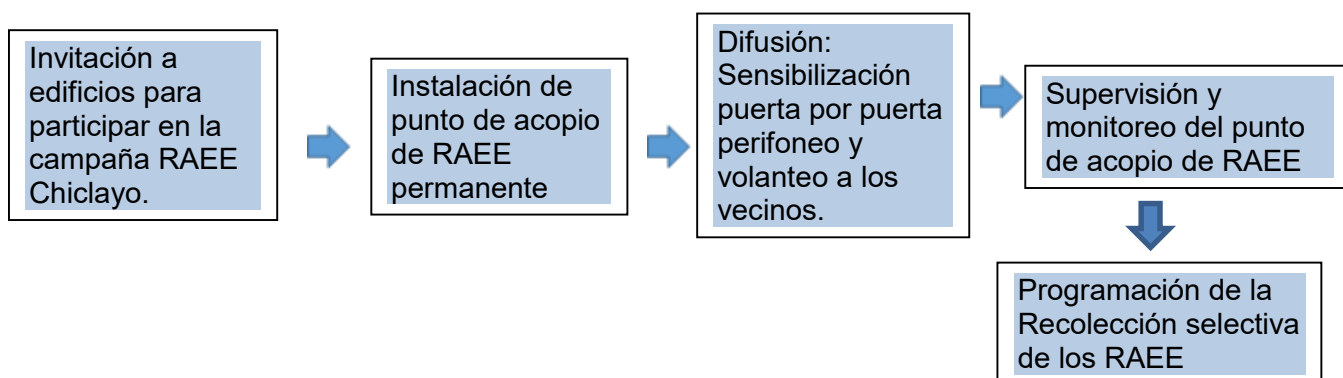 Invitación a
edificios para
participar en la
campaña RAEE
Chiclayo.
Instalación de
punto de acopio
de RAEE
permanente
Difusión:
Sensibilización
puerta por puerta
perifoneo y
volanteo a los
vecinos.
Supervisión y
monitoreo del punto
de acopio de RAEE
Programación de la
Recolección selectiva
de los RAEE